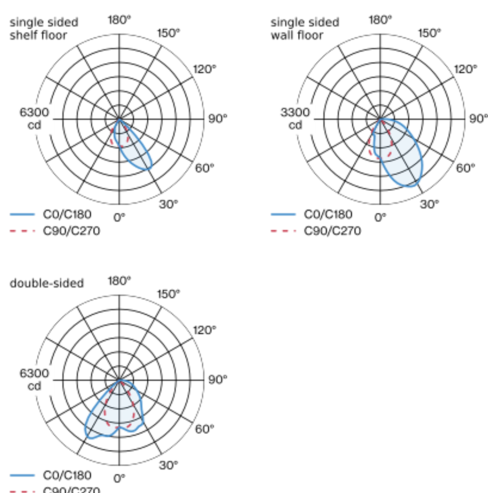 single sided
shelf floor
180°
150°
120°
90°
60°
30°
0°
6300
cd
C0/C180
C90/C270
single sided
wall floor
180°
150°
120°
90°
60°
30°
0°
3300
cd
C0/C180
C90/C270
double-sided
180°
150°
120°
90°
60°
30°
0°
6300
cd
C0/C180
C90/C270